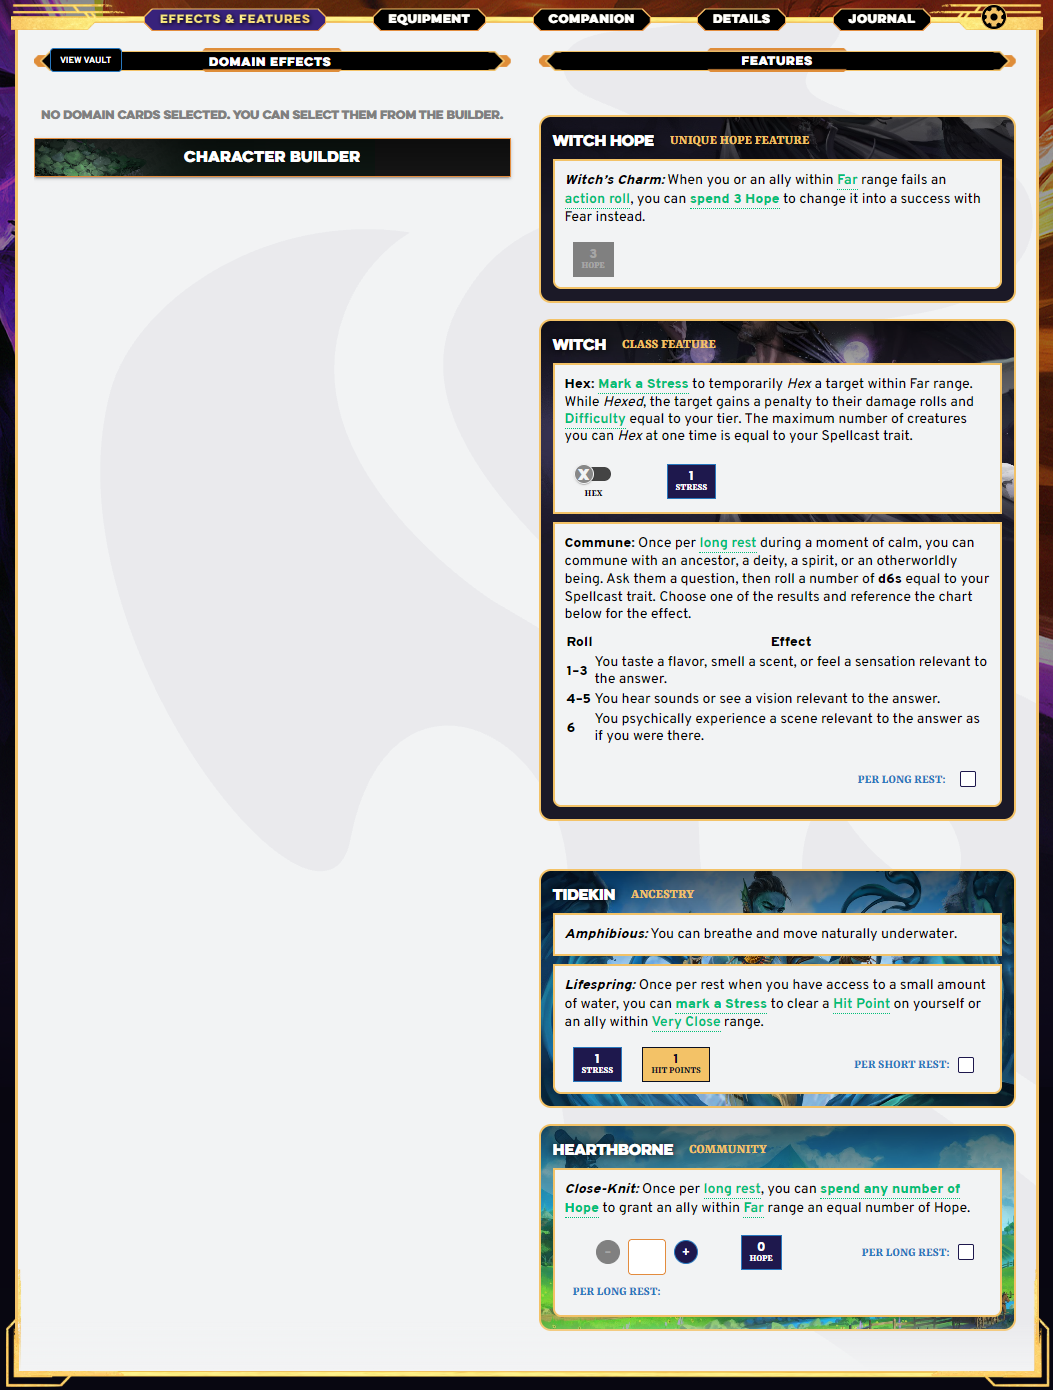 EFFECTS & FEATURES
EQUIPMENT
COMPANION
DETAILS
JOURNAL
VIEW VAULT
DOMAIN EFFECTS
NO DOMAIN CARDS SELECTED. YOU CAN SELECT THEM FROM THE BUILDER.
CHARACTER BUILDER
FEATURES
WITCH HOPE UNIQUE HOPE FEATURE
Witch's Charm: When you or an ally within Far range fails an
action roll, you can spend 3 Hope to change it into a success with
Fear instead.
3
HOPE
WITCH CLASS FEATURE
Hex: Mark a Stress to temporarily Hex a target within Far range.
While Hexed, the target gains a penalty to their damage rolls and
Difficulty equal to your tier. The maximum number of creatures
you can Hex at one time is equal to your Spellcast trait.
X
HEX
1
STRESS
Commune: Once per long rest during a moment of calm, you can
commune with an ancestor, a deity, a spirit, or an otherworldly
being. Ask them a question, then roll a number of d6s equal to your
Spellcast trait. Choose one of the results and reference the chart
below for the effect.
Roll Effect
1–3 You taste a flavor, smell a scent, or feel a sensation relevant to
the answer.
4–5 You hear sounds or see a vision relevant to the answer.
6 You psychically experience a scene relevant to the answer as
if you were there.
PER LONG REST:
TIDEKIN ANCESTRY
Amphibious: You can breathe and move naturally underwater.
Lifespring: Once per rest when you have access to a small amount
of water, you can mark a Stress to clear a Hit Point on yourself or
an ally within Very Close range.
1
STRESS
1
HIT POINTS
PER SHORT REST:
HEARTHBORNE COMMUNITY
Close-Knit: Once per long rest, you can spend any number of
Hope to grant an ally within Far range an equal number of Hope.
– +
0
HOPE
PER LONG REST:
PER LONG REST: